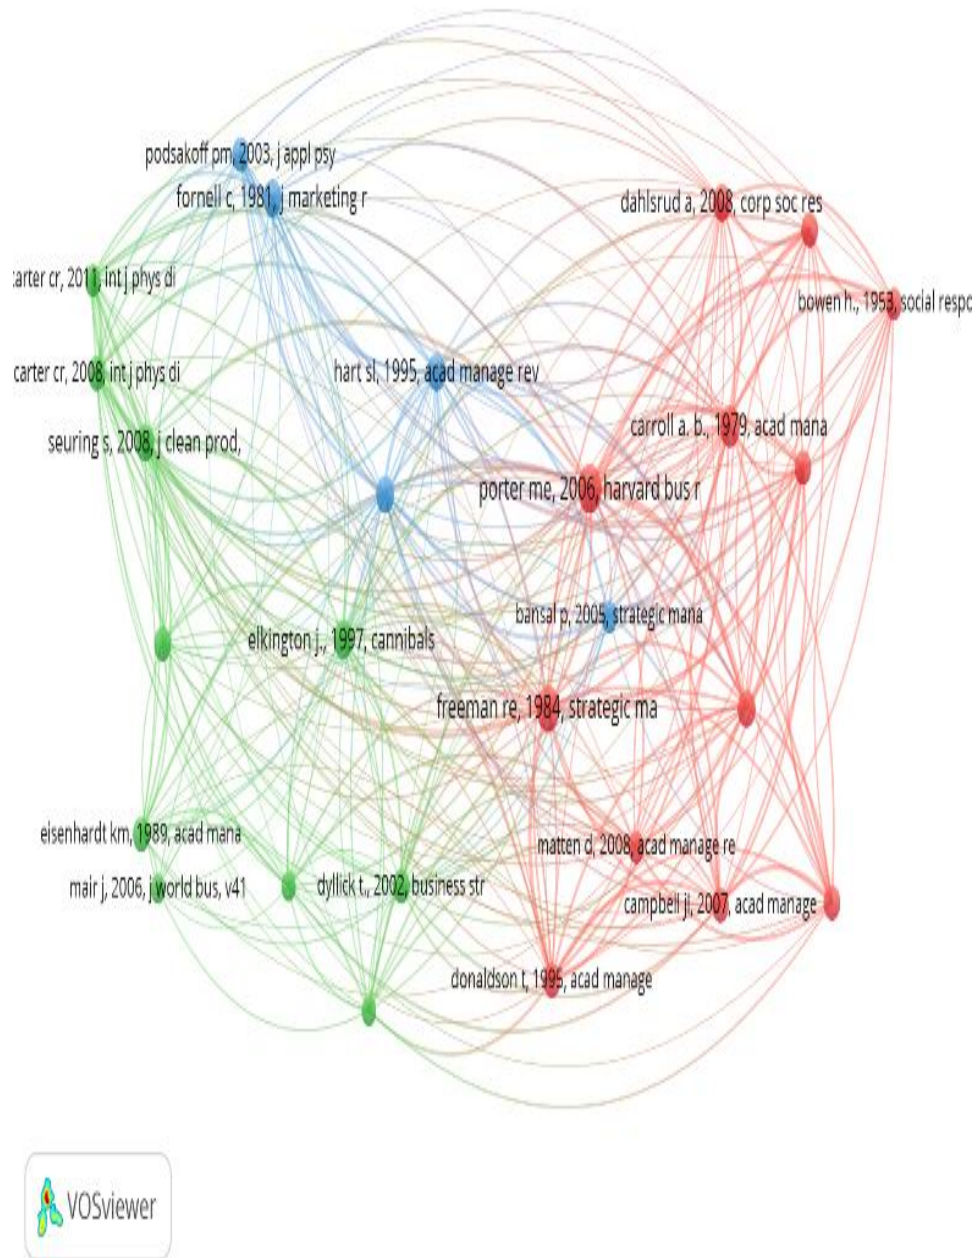 podsakoff pm, 2003, j appl psy
fornell c, 1981, j marketing r
dahlsrud a, 2008, corp soc res
carter cr, 2011, int j phys di
bowen h., 1953, social respo
carter cr, 2008, int j phys di
hart sl, 1995, acad manage rev
carroll a. b., 1979, acad mana
seuring s, 2008, j clean prod,
porter me, 2006, harvard bus r
bansal p, 2005, strategic mana
elkington j., 1997, cannibals
freeman re, 1984, strategic ma
eisenhardt km, 1989, acad mana
matten d, 2008, acad manage re
mair j, 2006, j world bus, v41
dyllick t., 2002, business str
campbell jl, 2007, acad manage
donaldson t, 1995, acad manage
VOSviewer